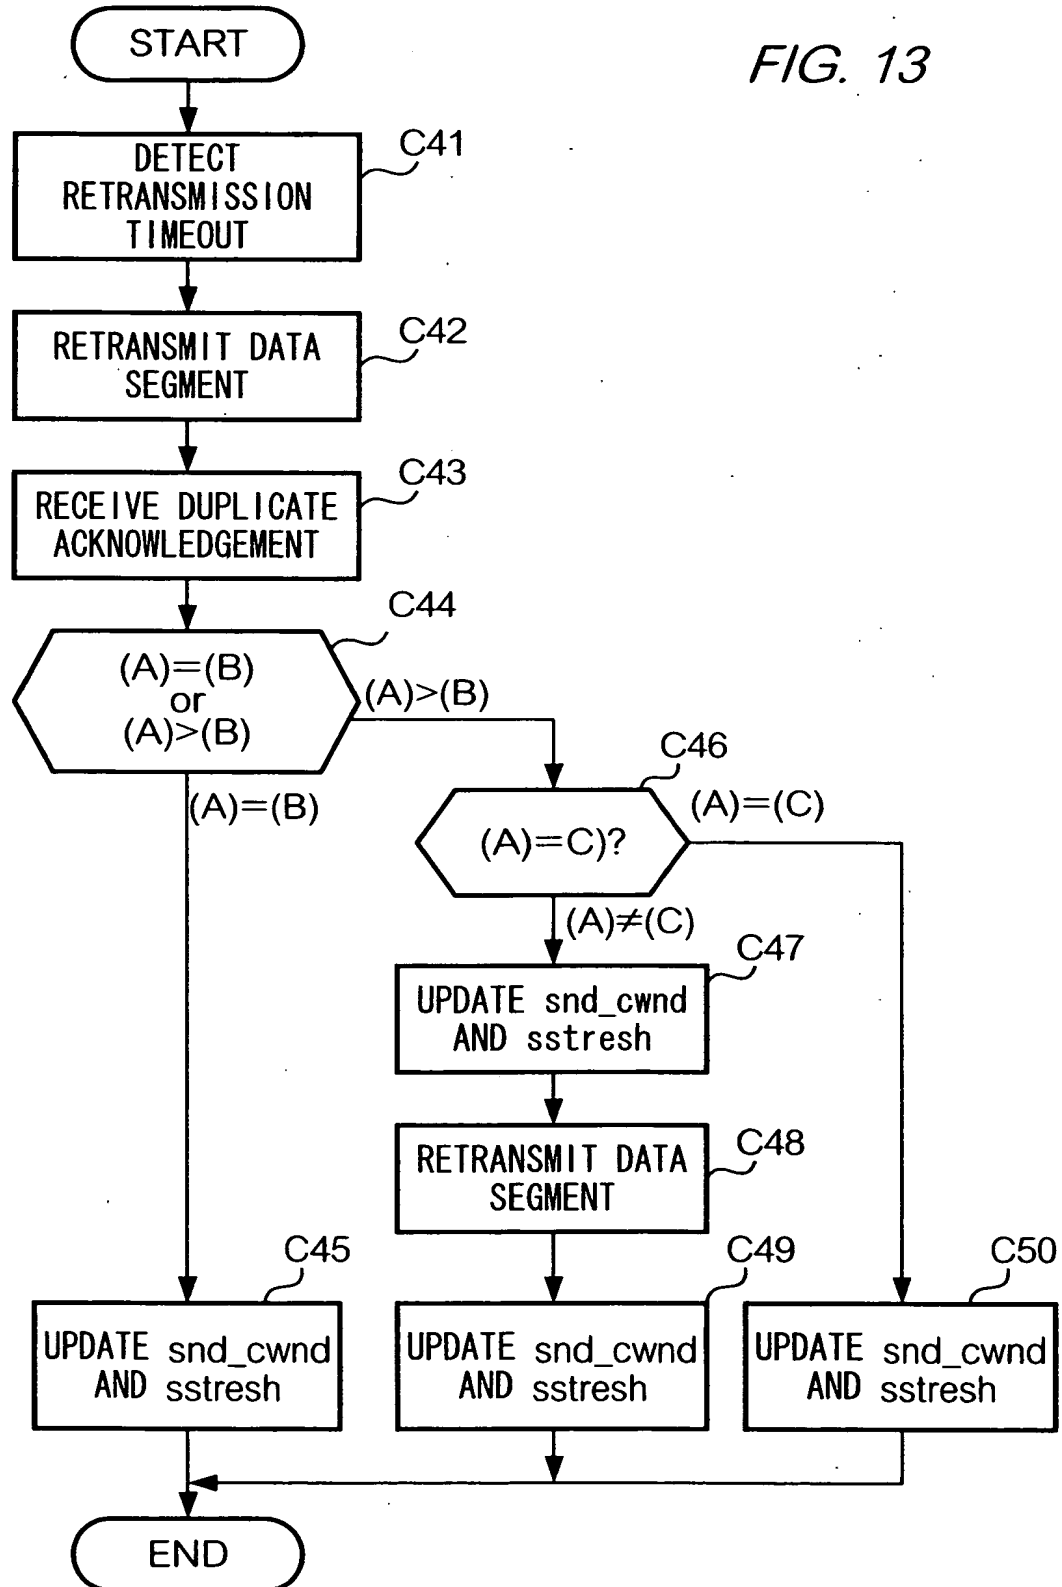 START
FIG. 13
C41
DETECT
RETRANSMISSION
TIMEOUT
C42
RETRANSMIT DATA
SEGMENT
C43
RECEIVE DUPLICATE
ACKNOWLEDGEMENT
C44
(A)=(B)
or
(A)>(B)
(A)>(B)
(A)=(B)
C46
(A)=C)?
(A)=(C)
(A)≠(C)
C47
UPDATE snd_cwnd
AND sstresh
C48
RETRANSMIT DATA
SEGMENT
C45
UPDATE snd_cwnd
AND sstresh
C49
UPDATE snd_cwnd
AND sstresh
C50
UPDATE snd_cwnd
AND sstresh
END